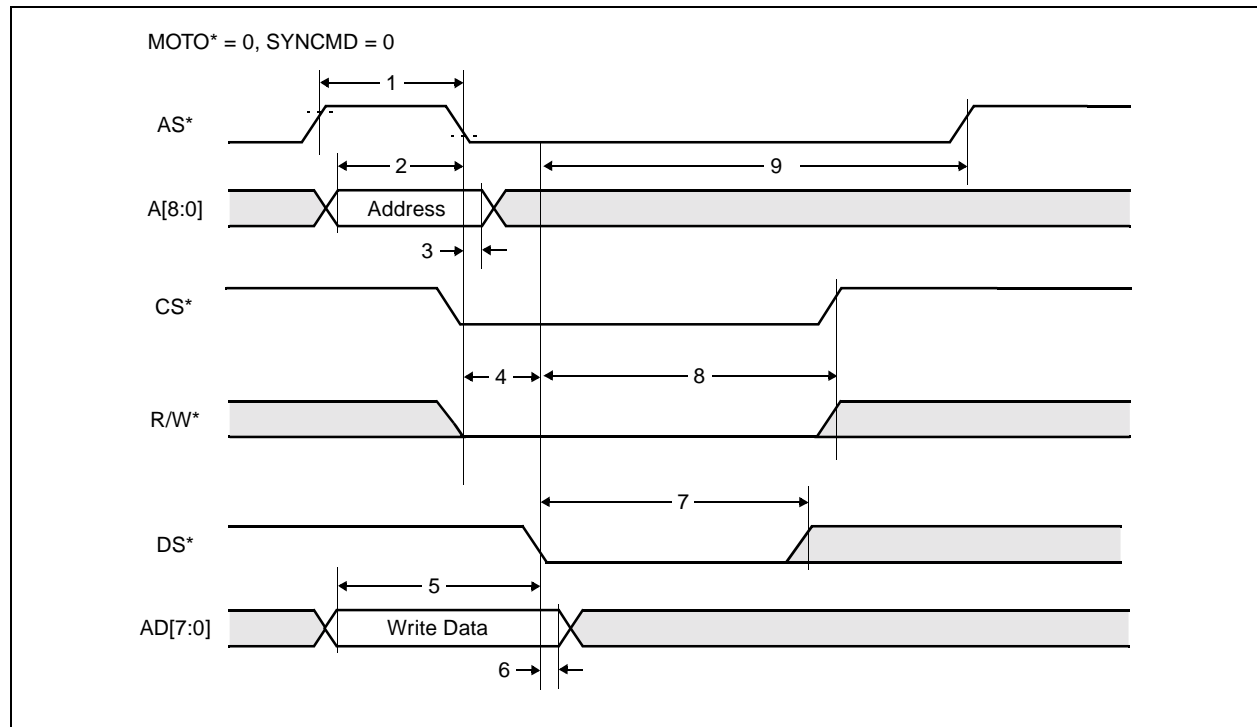 MOTO* = 0, SYNCMD = 0
1
AS*
2
9
A[8:0]
Address
3
CS*
4
8
R/W*
7
DS*
5
AD[7:0]
Write Data
6